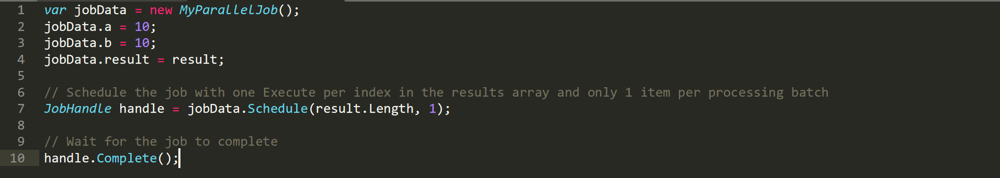 1 var jobData = new MyParallelJob();
2 jobData.a = 10;
3 jobData.b = 10;
4 jobData.result = result;
5
6 // Schedule the job with one Execute per index in the results array and only 1 item per processing batch
7 JobHandle handle = jobData.Schedule(result.Length, 1);
8
9 // Wait for the job to complete
10 handle.Complete();